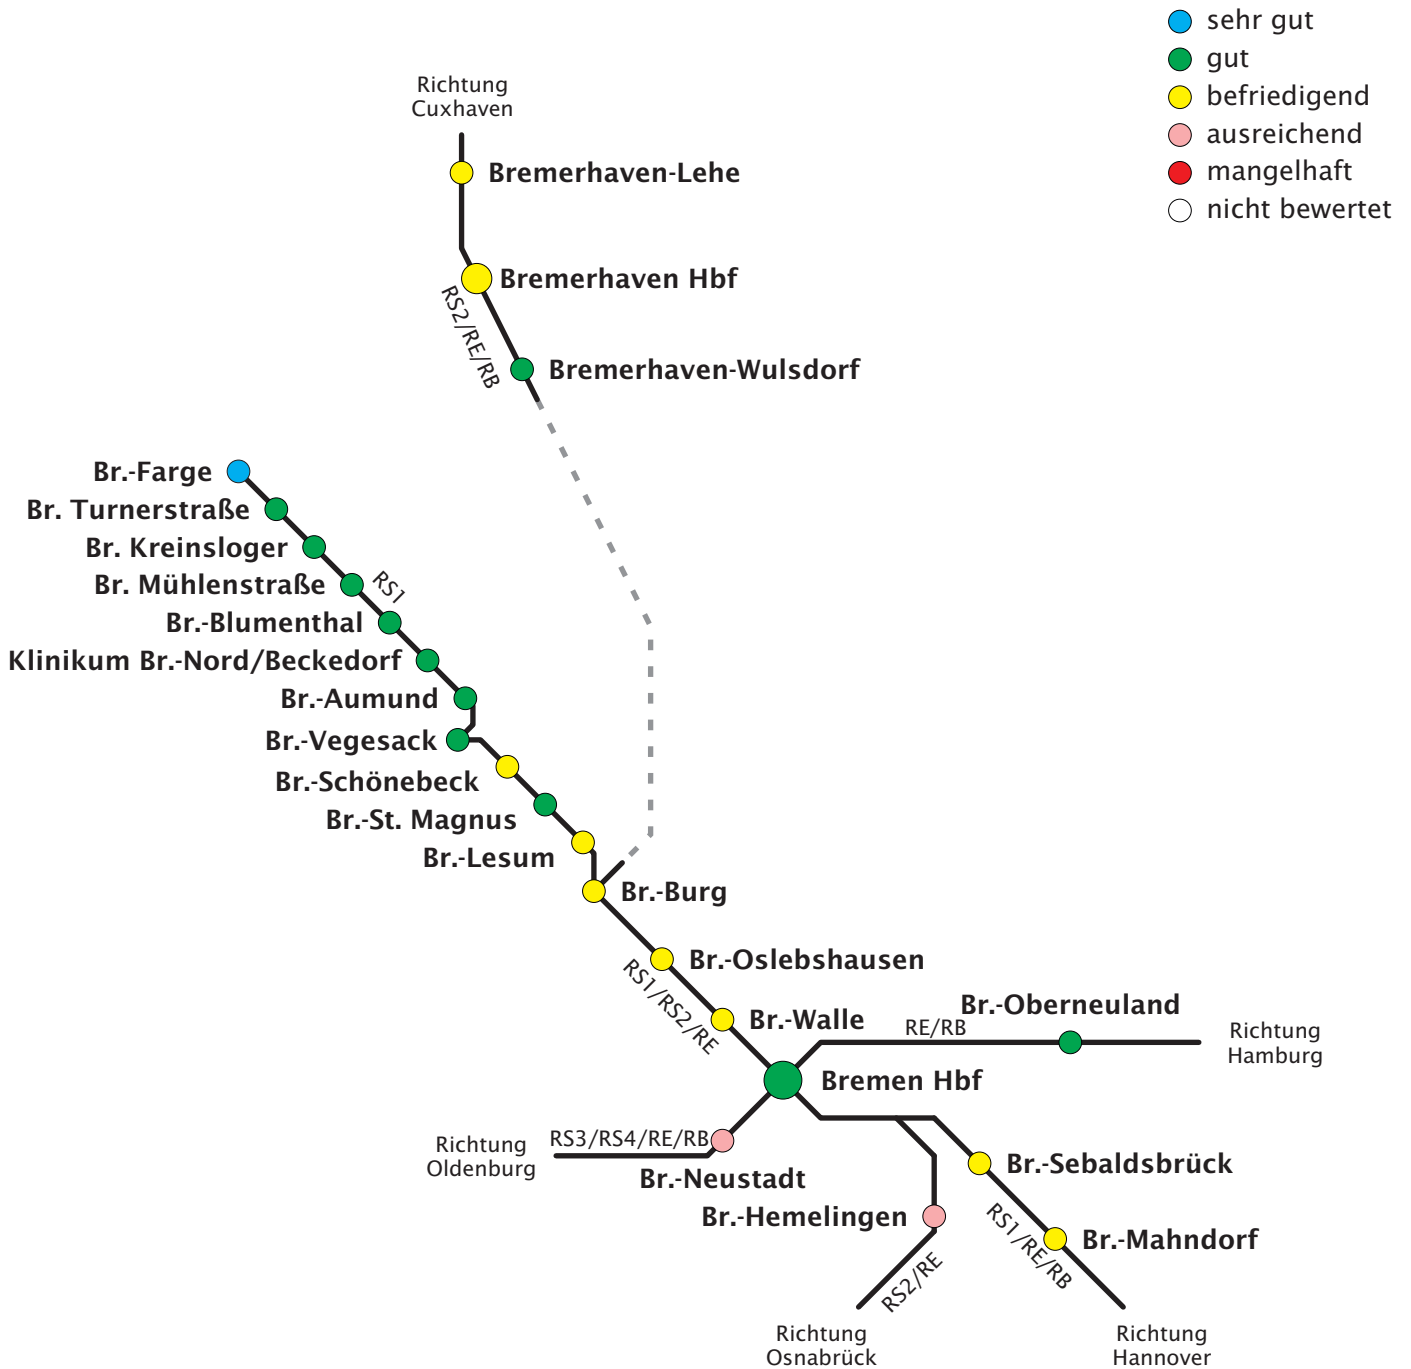 sehr gut
gut
befriedigend
ausreichend
mangelhaft
nicht bewertet
Richtung
Cuxhaven
Bremerhaven-Lehe
Bremerhaven Hbf
RS2/RE/RB
Bremerhaven-Wulsdorf
Br.-Farge
Br. Turnerstraße
Br. Kreinsloger
Br. Mühlenstraße
RS1
Br.-Blumenthal
Klinikum Br.-Nord/Beckedorf
Br.-Aumund
Br.-Vegesack
Br.-Schönebeck
Br.-St. Magnus
Br.-Lesum
Br.-Burg
Br.-Oslebshausen
RS1/RS2/RE
Br.-Walle
Br.-Oberneuland
RE/RB
Richtung
Hamburg
Bremen Hbf
RS3/RS4/RE/RB
Richtung
Oldenburg
Br.-Neustadt
Br.-Sebaldsbrück
Br.-Hemelingen
RS1/RE/RB
Br.-Mahndorf
RS2/RE
Richtung
Osnabrück
Richtung
Hannover